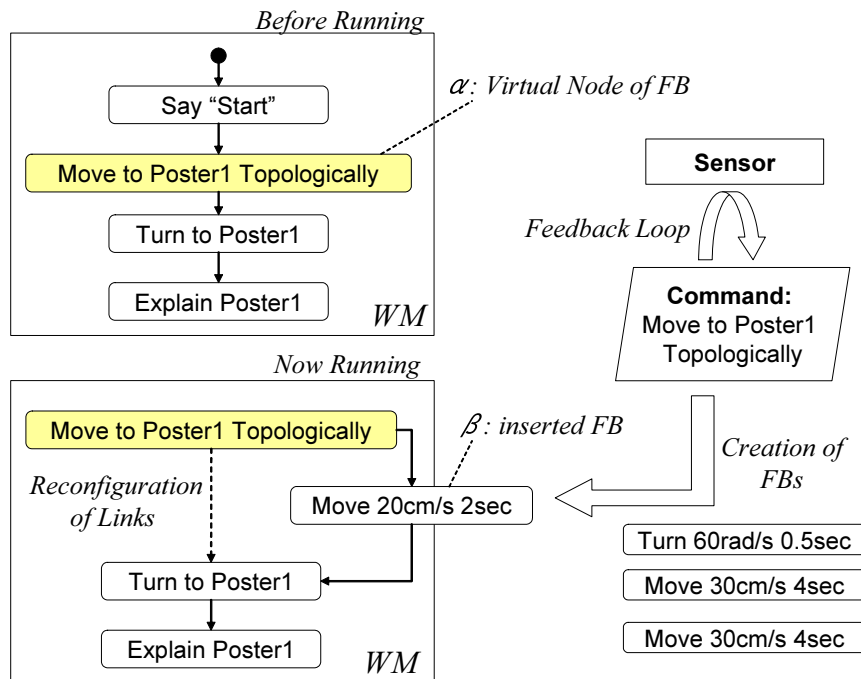 Before Running
Say “Start”
α: Virtual Node of FB
Move to Poster1 Topologically
Turn to Poster1
Explain Poster1
WM
Sensor
Feedback Loop
Command:
Move to Poster1
Topologically
Now Running
Move to Poster1 Topologically
β: inserted FB
Reconfiguration
of Links
Move 20cm/s 2sec
Creation of
FBs
Turn to Poster1
Explain Poster1
WM
Turn 60rad/s 0.5sec
Move 30cm/s 4sec
Move 30cm/s 4sec